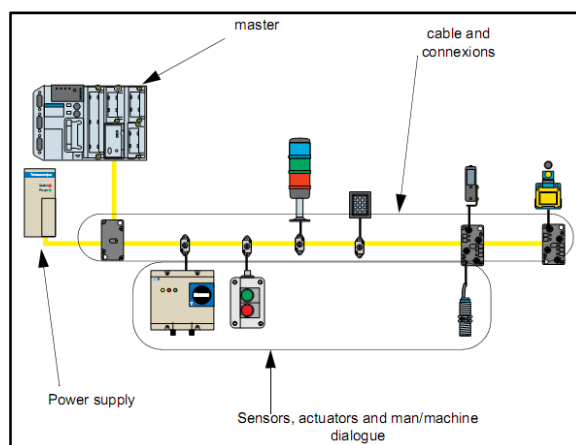 master
cable and
connexions
Power supply
Sensors, actuators and man/machine
dialogue